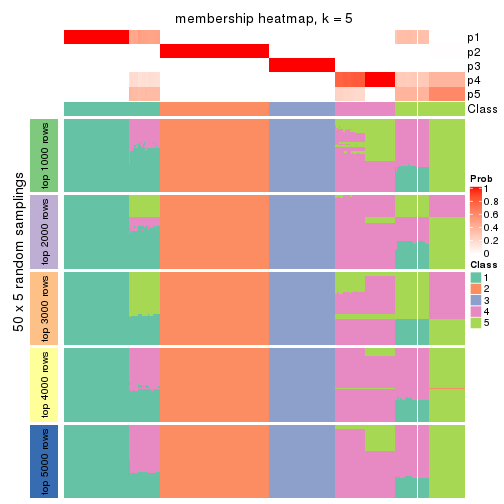 membership heatmap, k = 5
p1
p2
p3
p4
p5
Class
50 x 5 random samplings
top 1000 rows
top 2000 rows
top 3000 rows
top 4000 rows
top 5000 rows
Prob
1
0.8
0.6
0.4
0.2
0
Class
1
2
3
4
5